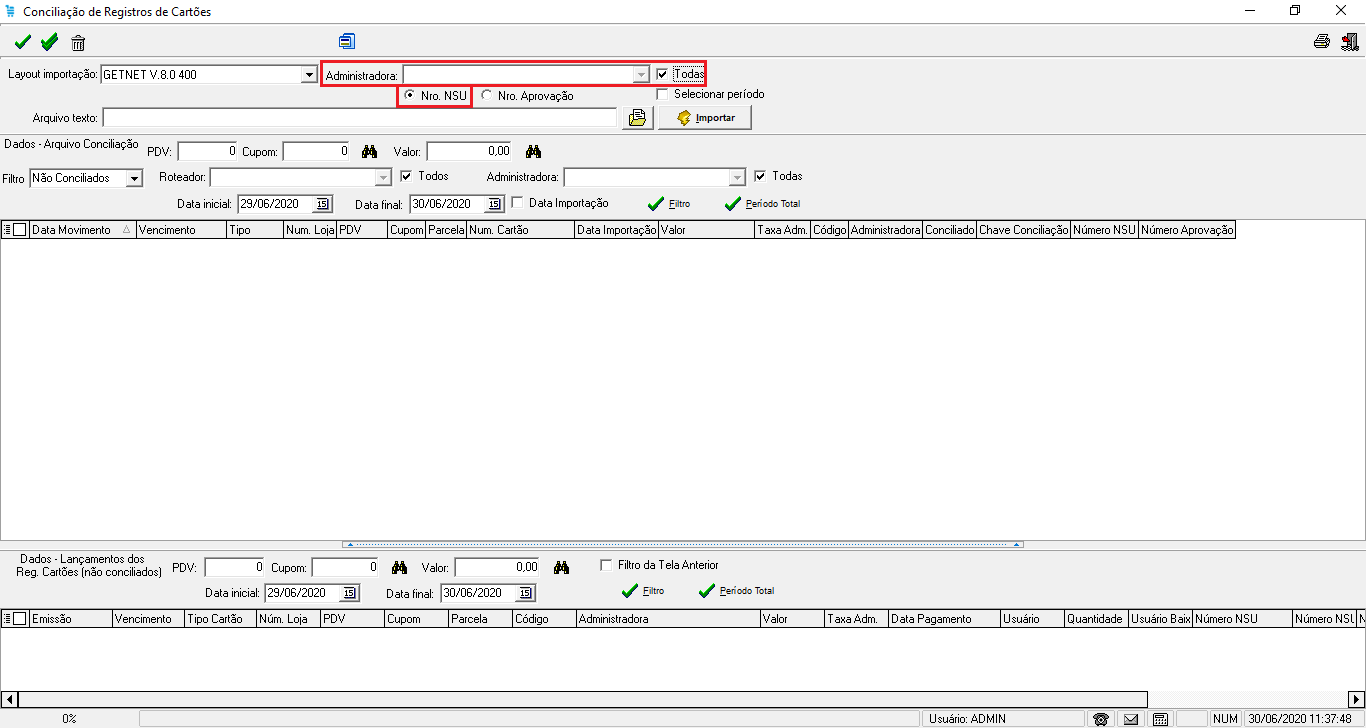 Conciliação de Registros de Cartões
Layout importação: GETNET V.8.0 400 Administradora: Todas
Nro. NSU Nro. Aprovação Selecionar período
Arquivo texto: Importar
Dados - Arquivo Conciliação PDV: 0 Cupom: 0 Valor: 0,00
Filtro Não Conciliados Roteador: Todos Administradora: Todas
Data inicial: 29/06/2020 15 Data final: 30/06/2020 15 Data Importação Filtro Período Total
Data Movimento Vencimento Tipo Num. Loja PDV Cupom Parcela Num. Cartão Data Importação Valor Taxa Adm. Código Administradora Conciliado Chave Conciliação Número NSU Número Aprovação
Dados - Lançamentos dos
Reg. Cartões (não conciliados) PDV: 0 Cupom: 0 Valor: 0,00 Filtro da Tela Anterior
Data inicial: 29/06/2020 15 Data final: 30/06/2020 15 Filtro Período Total
Emissão Vencimento Tipo Cartão Núm. Loja PDV Cupom Parcela Código Administradora Valor Taxa Adm. Data Pagamento Usuário Quantidade Usuário Baix Número NSU Número NSU N
0% Usuário: ADMIN NUM 30/06/2020 11:37:48